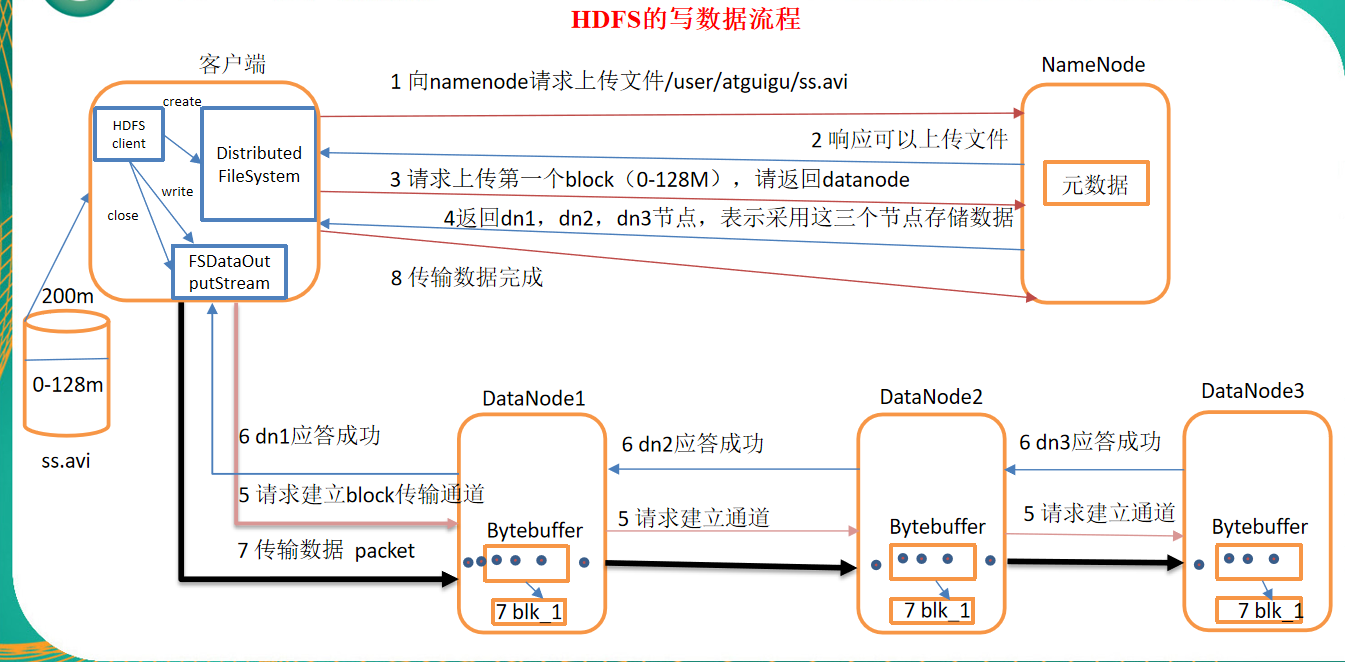 HDFS的写数据流程
客户端
NameNode
1 向namenode请求上传文件/user/atguigu/ss.avi
create
HDFS
client
Distributed
FileSystem
2 响应可以上传文件
3 请求上传第一个block（0-128M），请返回datanode
元数据
write
close
4返回dn1，dn2，dn3节点，表示采用这三个节点存储数据
FSDataOut
putStream
8 传输数据完成
200m
0-128m
ss.avi
DataNode1
DataNode2
DataNode3
6 dn1应答成功
6 dn2应答成功
6 dn3应答成功
5 请求建立block传输通道
5 请求建立通道
5 请求建立通道
Bytebuffer
Bytebuffer
Bytebuffer
7 传输数据 packet
7 blk_1
7 blk_1
7 blk_1